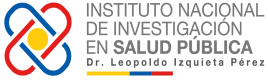 INSTITUTO NACIONAL
DE INVESTIGACIÓN
EN SALUD PÚBLICA
Dr. Leopoldo Izquieta Pérez